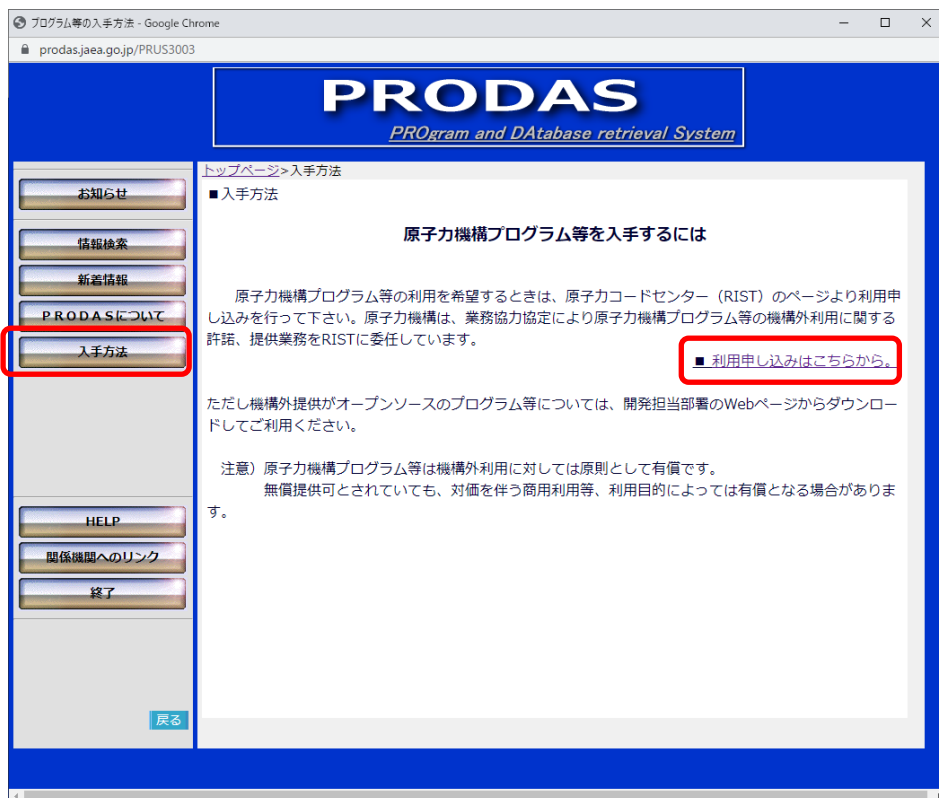 プログラム等の入手方法 - Google Chrome
prodas.jaea.go.jp/PRUS3003
PRODAS
PROgram and DAtabase retrieval System
トップページ>入手方法
お知らせ
情報検索
新着情報
PRODASについて
入手方法
HELP
関係機関へのリンク
終了
戻る
■入手方法
原子力機構プログラム等を入手するには
原子力機構プログラム等の利用を希望するときは、原子力コードセンター（RIST）のページより利用申
し込みを行って下さい。原子力機構は、業務協力協定により原子力機構プログラム等の機構外利用に関する
許諾、提供業務をRISTに委任しています。
■ 利用申し込みはこちらから。
ただし機構外提供がオープンソースのプログラム等については、開発担当部署のWebページからダウンロー
ドしてご利用ください。
注意）原子力機構プログラム等は機構外利用に対しては原則として有償です。
無償提供可とされていても、対価を伴う商用利用等、利用目的によっては有償となる場合がありま
す。